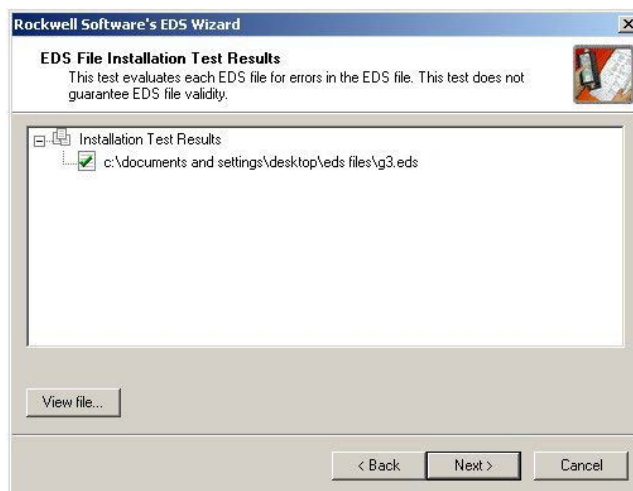 Rockwell Software's EDS Wizard
EDS File Installation Test Results
This test evaluates each EDS file for errors in the EDS file. This test does not
guarantee EDS file validity.
Installation Test Results
c:\documents and settings\desktop\eds files\g3.eds
View file...
< Back
Next >
Cancel